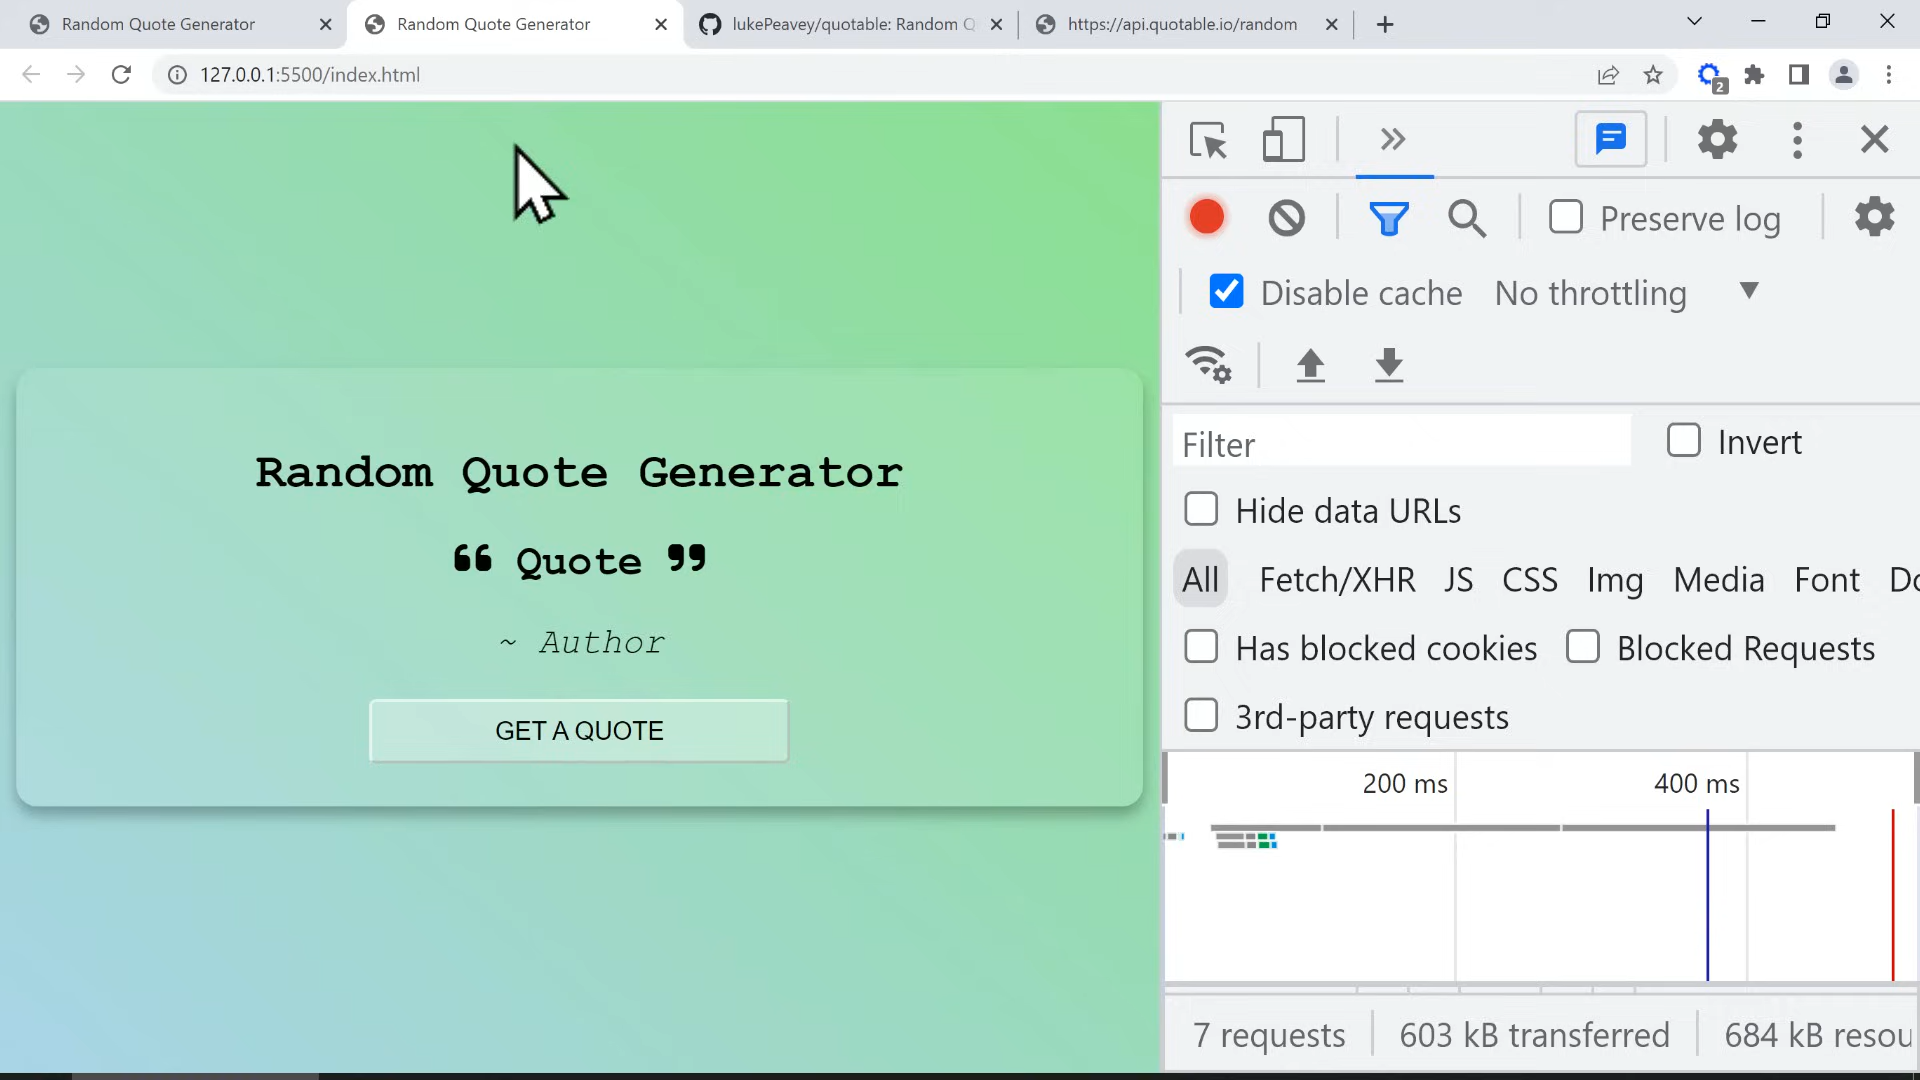 Random Quote Generator
Random Quote Generator
lukePeavey/quotable: Random Q
https://api.quotable.io/random
127.0.0.1:5500/index.html
2
Preserve log
Disable cache
No throttling
Filter
Invert
Hide data URLs
All
Fetch/XHR
JS
CSS
Img
Media
Font
Do
Has blocked cookies
Blocked Requests
3rd-party requests
200 ms
400 ms
7 requests
603 kB transferred
684 kB resou
Random Quote Generator
❝ Quote ❞
~ Author
GET A QUOTE